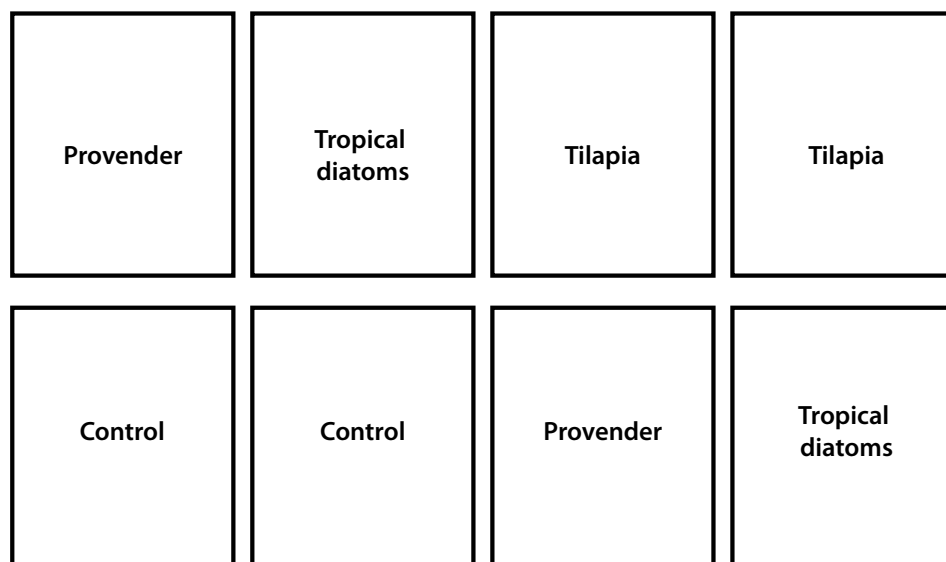 Provender
Tropical
diatoms
Tilapia
Tilapia
Control
Control
Provender
Tropical
diatoms